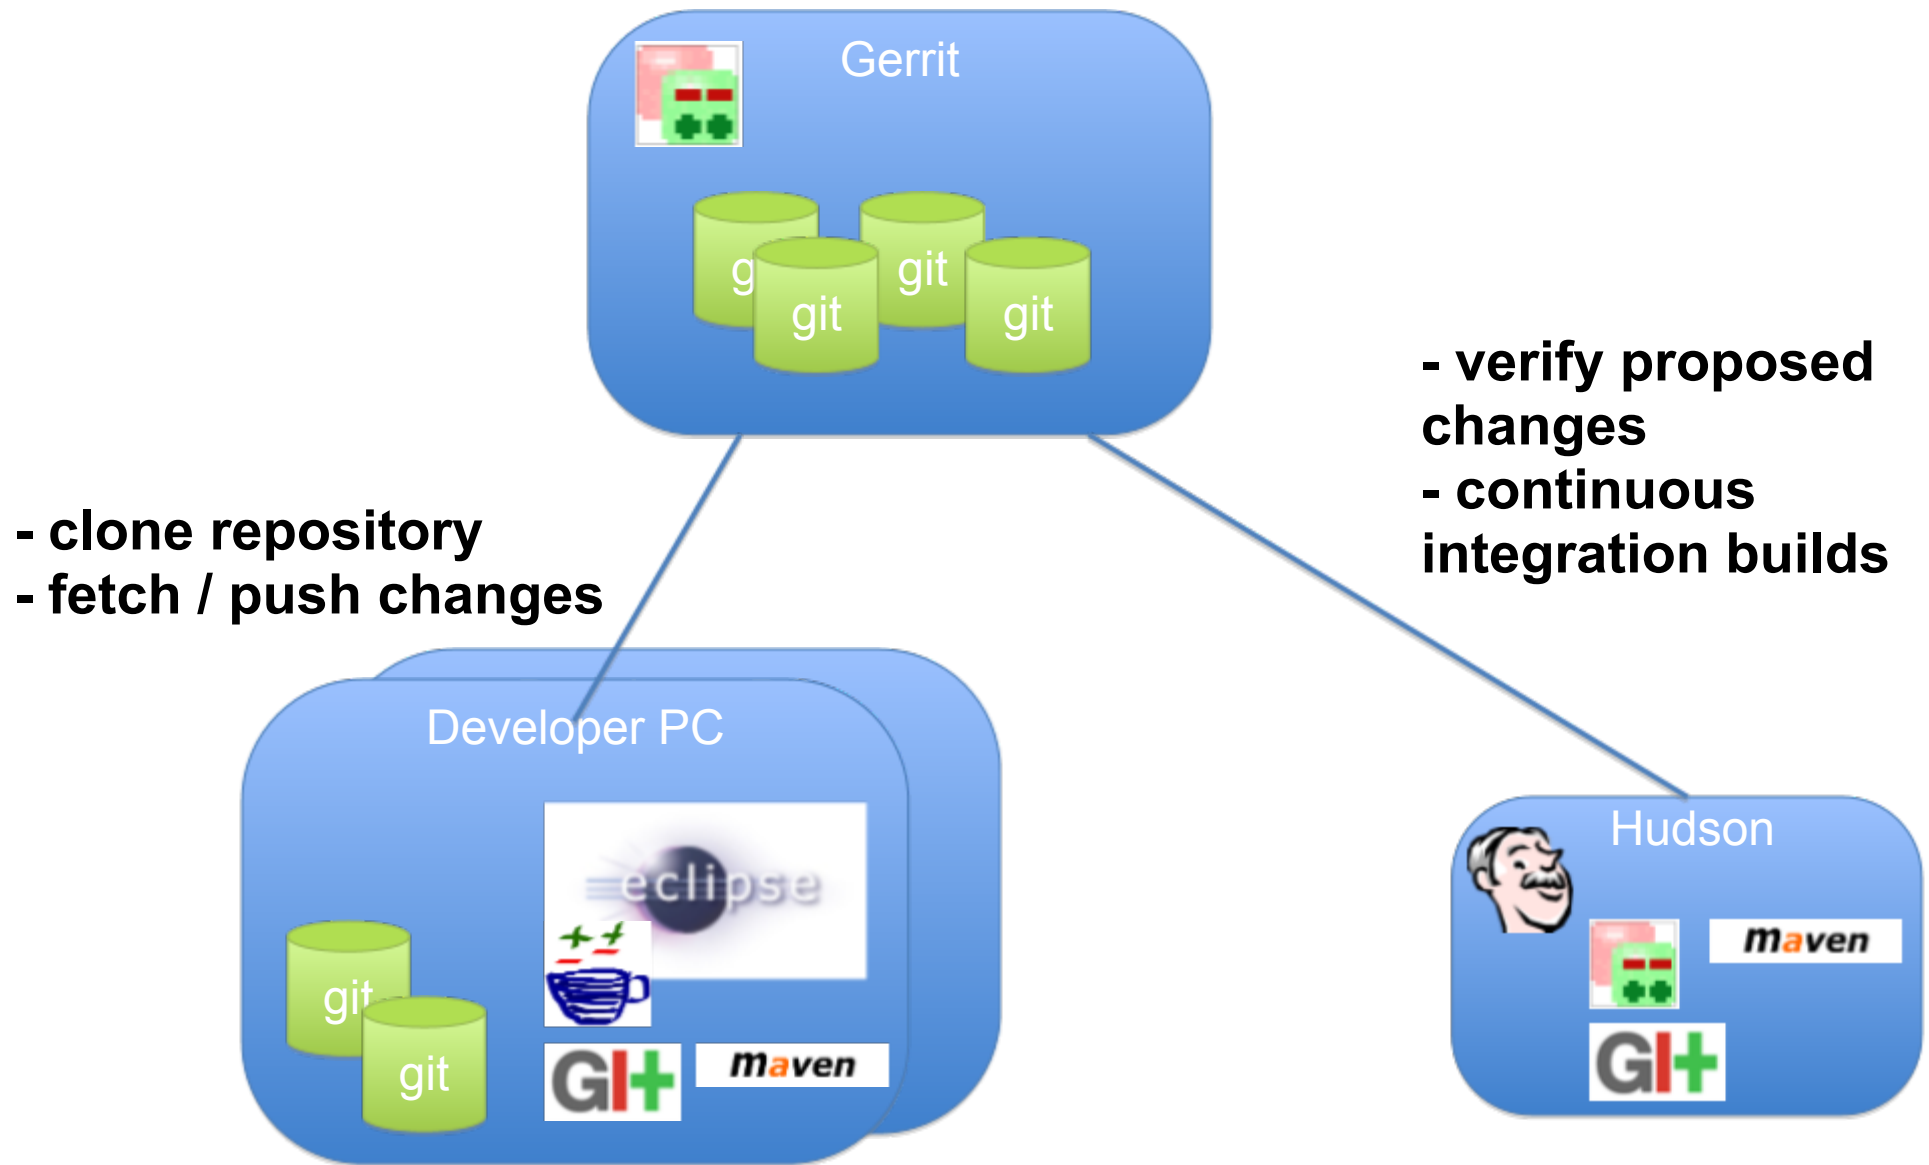 Gerrit
g
git
git
git
- verify proposed
changes
- continuous
integration builds
- clone repository
- fetch / push changes
Developer PC
eclipse
git
git
GIt
maven
Hudson
maven
GIt